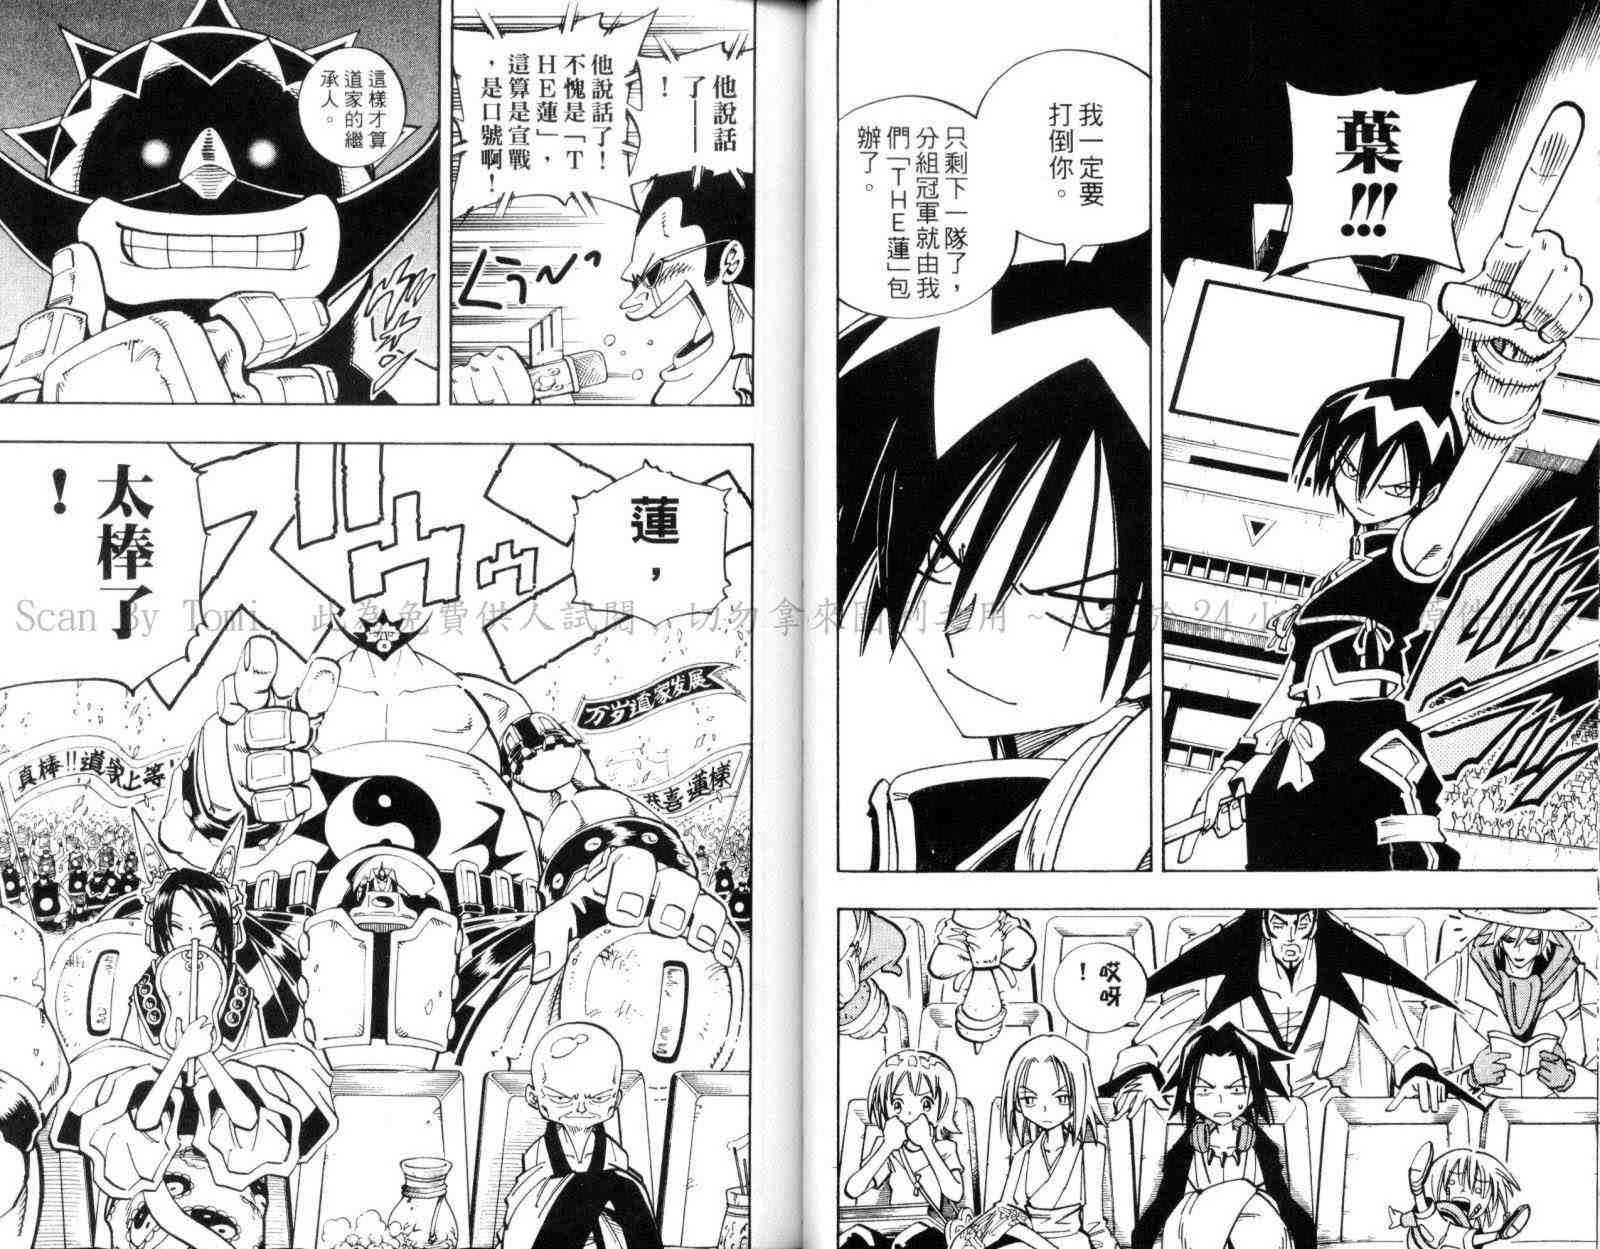 葉!!!
我一定要
打倒你。
只剩下一隊了，
分組冠軍就由我
們「THE蓮」包
辦了。
哎呀
！
他說話
了——
！
他說話了！
不愧是「T
HE蓮」，
這算是宣戰
，是口號啊！
くぅ～っ
這樣才算
道家的繼
承人。
蓮，
太棒了
！
ズゥゥ
万岁道家发展
真棒!!道家上等
恭喜蓮様
Scan By Tomi
此為免費供人試閱，切勿拿來圖利之用~
24 小